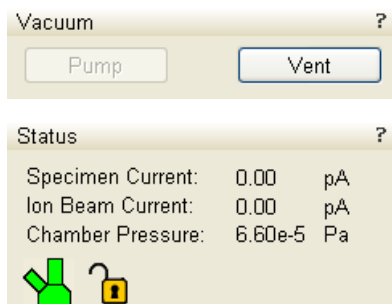 Vacuum ?
Pump Vent
Status ?
Specimen Current: 0.00 pA
Ion Beam Current: 0.00 pA
Chamber Pressure: 6.60e-5 Pa